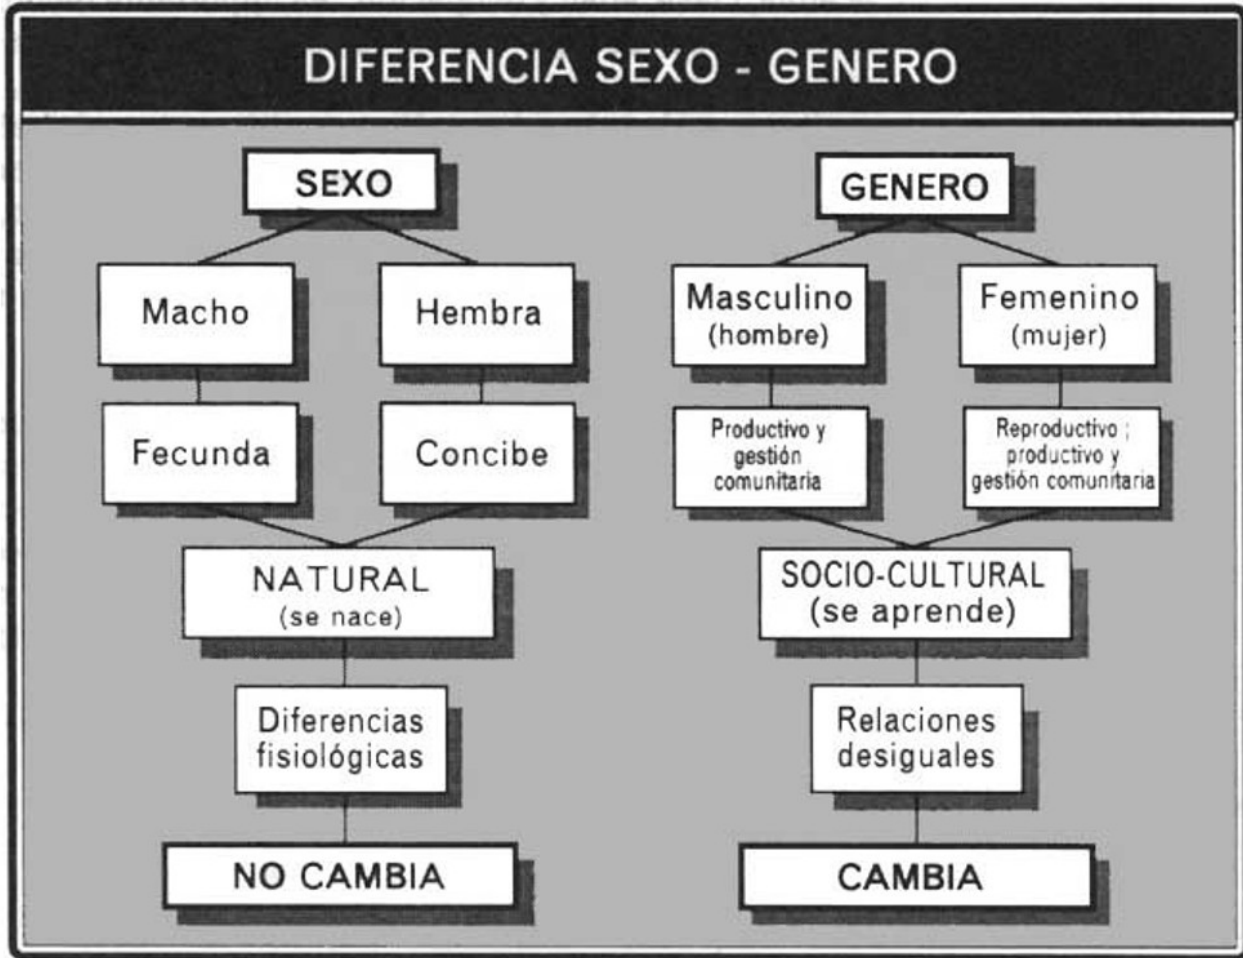 DIFERENCIA SEXO - GENERO
SEXO
Macho
Hembra
Fecunda
Concibe
NATURAL
(se nace)
Diferencias
fisiológicas
NO CAMBIA
GENERO
Masculino
(hombre)
Femenino
(mujer)
Productivo y
gestión
comunitaria
Reproductivo ;
productivo y
gestión comunitaria
SOCIO-CULTURAL
(se aprende)
Relaciones
desiguales
CAMBIA